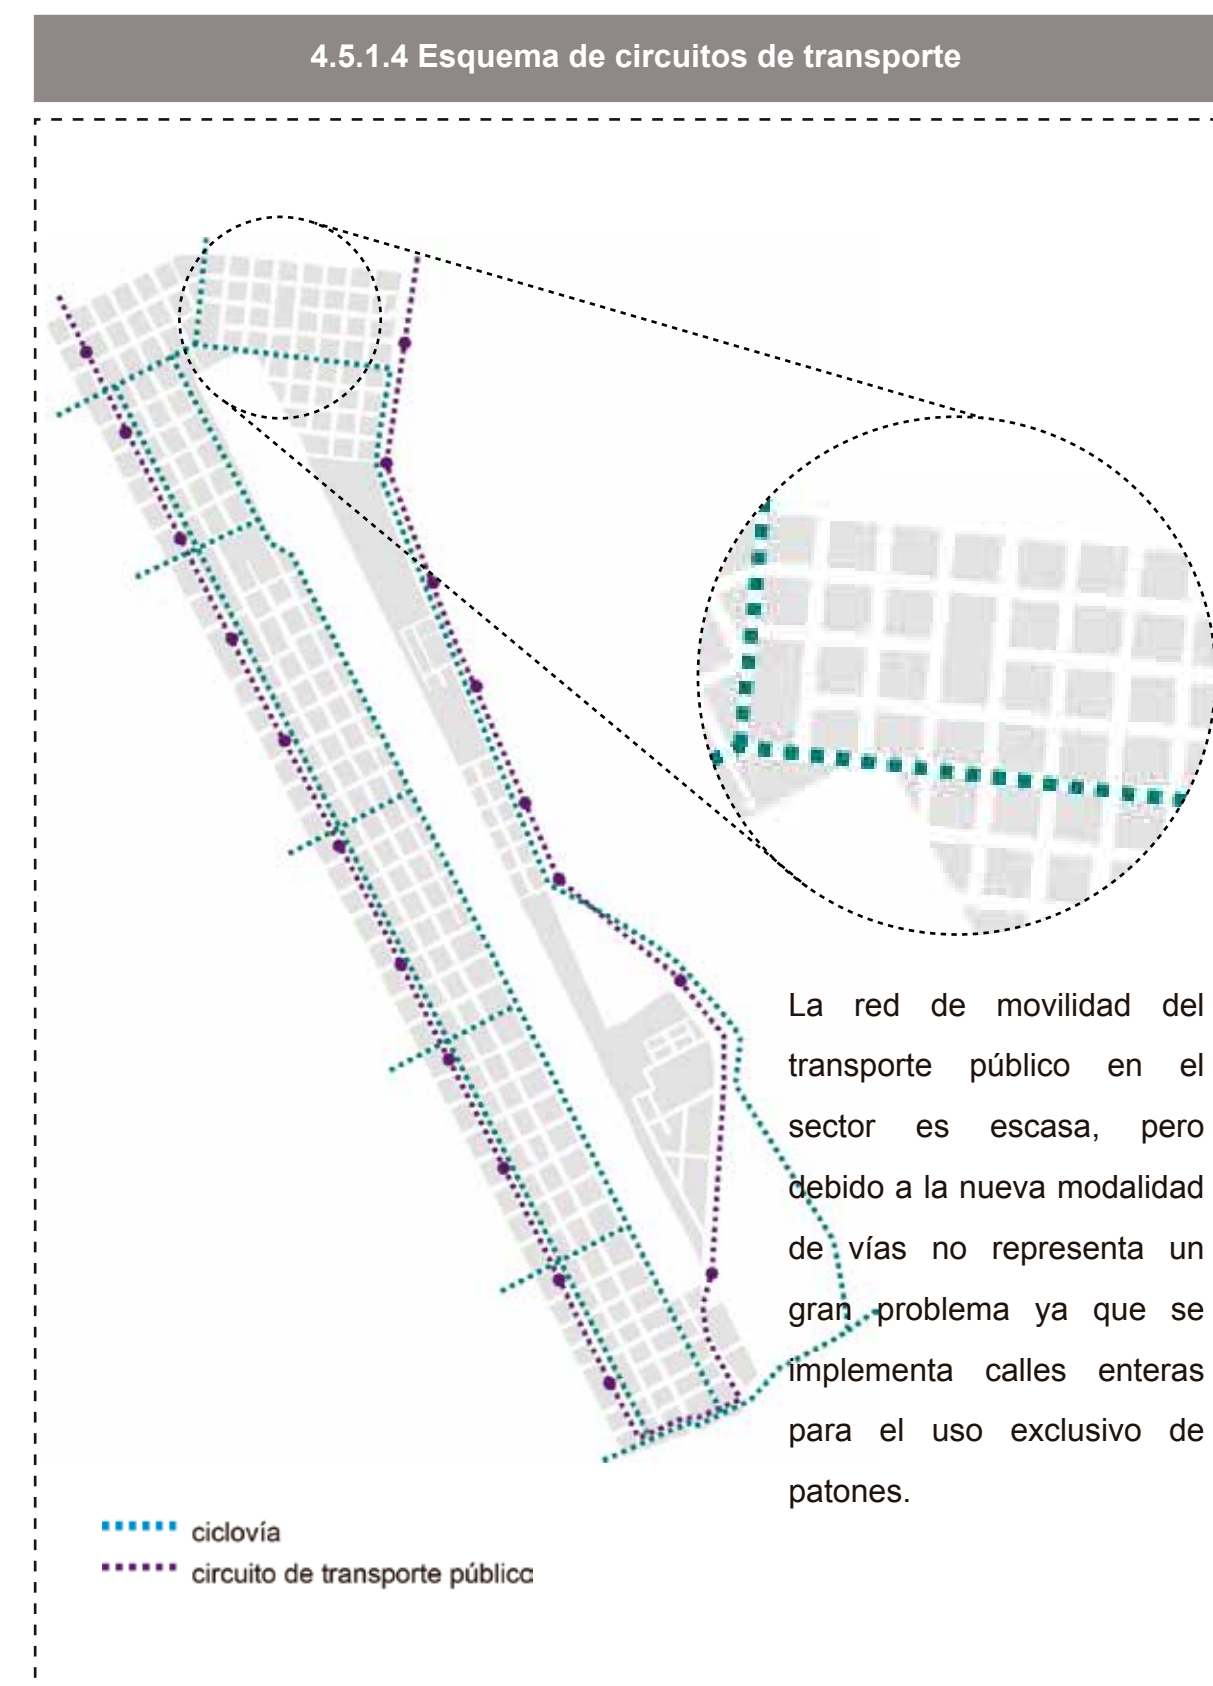 4.5.1.4 Esquema de circuitos de transporte
La red de movilidad del
transporte público en el
sector es escasa, pero
debido a la nueva modalidad
de vías no representa un
gran problema ya que se
implementa calles enteras
para el uso exclusivo de
patones.
ciclovía
circuito de transporte público